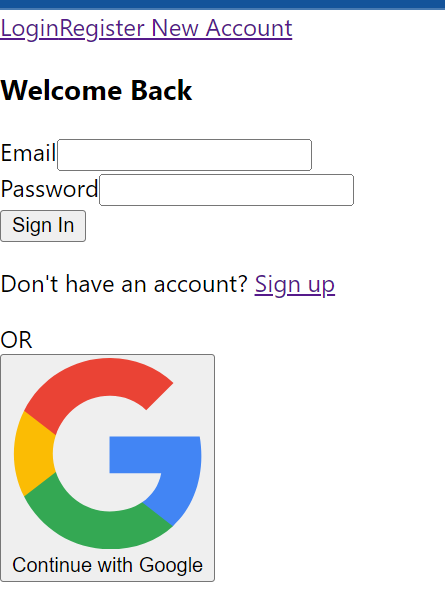 LoginRegister New Account
Welcome Back
Email
Password
Sign In
Don't have an account? Sign up
OR
Continue with Google